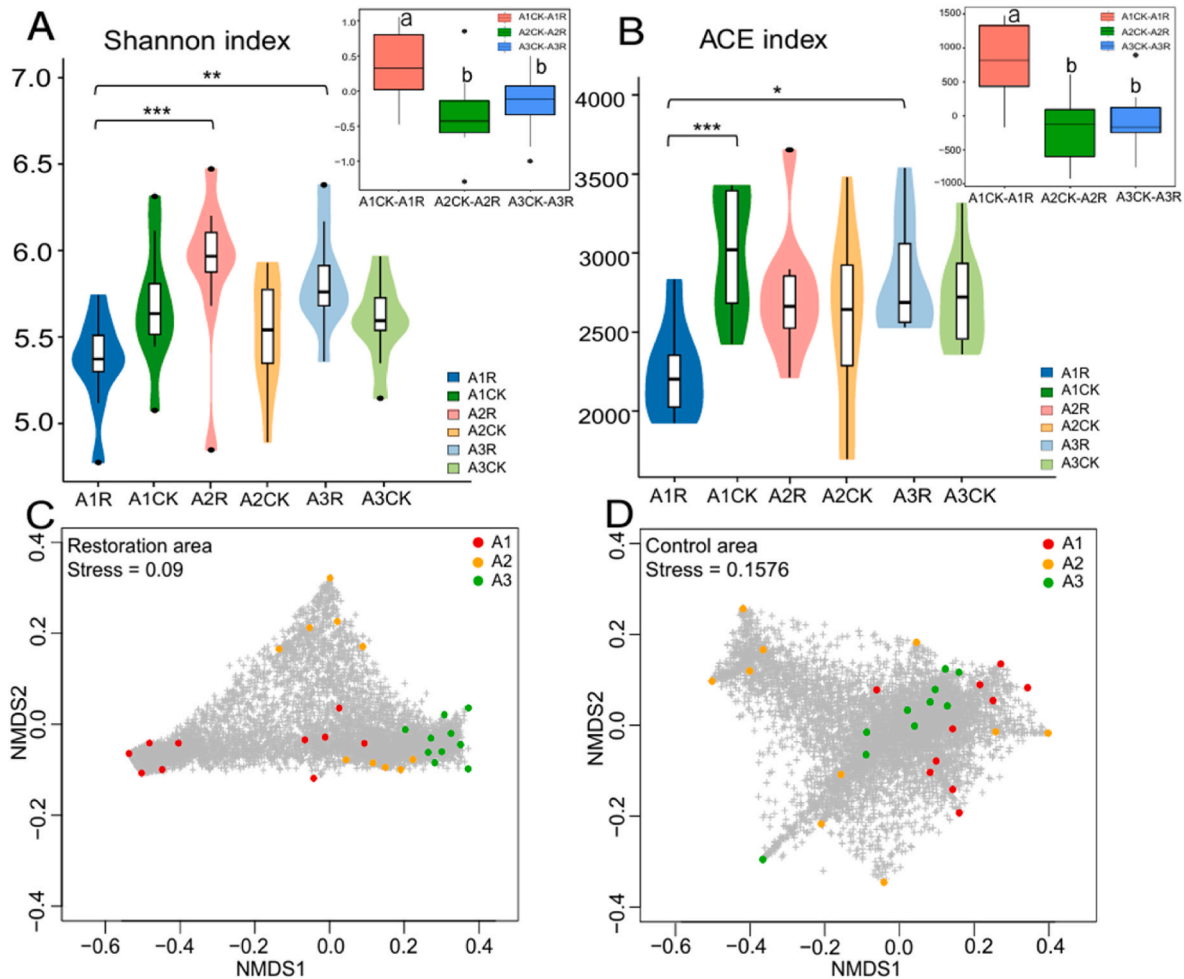 A
Shannon index
7.0
6.5
6.0
5.5
5.0
**
***
A1R
A1CK
A2R
A2CK
A3R
A3CK
A1R A1CK A2R A2CK A3R A3CK
1.0
0.5
0.0
-0.5
-1.0
a
b
b
A1CK-A1R
A2CK-A2R
A3CK-A3R
A1CK-A1R A2CK-A2R A3CK-A3R
B
ACE index
4000
3500
3000
2500
2000
*
***
A1R
A1CK
A2R
A2CK
A3R
A3CK
A1R A1CK A2R A2CK A3R A3CK
1500
1000
500
0
-500
-1000
a
b
b
A1CK-A1R
A2CK-A2R
A3CK-A3R
A1CK-A1R A2CK-A2R A3CK-A3R
C
Restoration area
Stress = 0.09
A1
A2
A3
0.4
0.2
0.0
−0.2
−0.4
NMDS2
−0.6 −0.4 −0.2 0.0 0.2 0.4
NMDS1
D
Control area
Stress = 0.1576
A1
A2
A3
0.4
0.2
0.0
−0.2
−0.4
NMDS2
−0.6 −0.4 −0.2 0.0 0.2 0.4
NMDS1